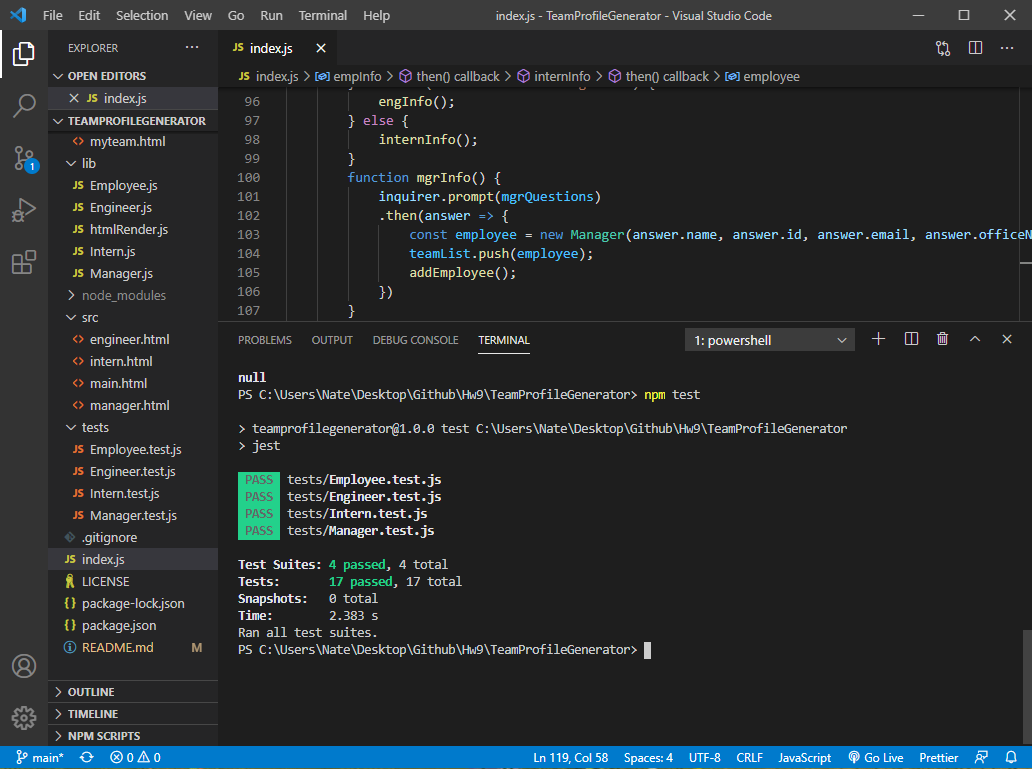 File Edit Selection View Go Run Terminal Help index.js - TeamProfileGenerator - Visual Studio Code
EXPLORER ···
OPEN EDITORS
JS index.js
TEAMPROFILEGENERATOR
<> myteam.html
lib
JS Employee.js
JS Engineer.js
JS htmlRender.js
JS Intern.js
JS Manager.js
node_modules
src
<> engineer.html
<> intern.html
<> main.html
<> manager.html
tests
JS Employee.test.js
JS Engineer.test.js
JS Intern.test.js
JS Manager.test.js
.gitignore
JS index.js
LICENSE
{} package-lock.json
{} package.json
README.md M
OUTLINE
TIMELINE
NPM SCRIPTS
1
JS index.js
JS index.js > empInfo > then() callback > internInfo > then() callback > employee
96 engInfo();
97 } else {
98 internInfo();
99 }
100 function mgrInfo() {
101 inquirer.prompt(mgrQuestions)
102 .then(answer => {
103 const employee = new Manager(answer.name, answer.id, answer.email, answer.officeN
104 teamList.push(employee);
105 addEmployee();
106 })
107 }
PROBLEMS OUTPUT DEBUG CONSOLE TERMINAL 1: powershell
null
PS C:\Users\Nate\Desktop\Github\Hw9\TeamProfileGenerator> npm test
> teamprofilegenerator@1.0.0 test C:\Users\Nate\Desktop\Github\Hw9\TeamProfileGenerator
> jest
PASS tests/Employee.test.js
PASS tests/Engineer.test.js
PASS tests/Intern.test.js
PASS tests/Manager.test.js
Test Suites: 4 passed, 4 total
Tests: 17 passed, 17 total
Snapshots: 0 total
Time: 2.383 s
Ran all test suites.
PS C:\Users\Nate\Desktop\Github\Hw9\TeamProfileGenerator>
main* 0 0 Ln 119, Col 58 Spaces: 4 UTF-8 CRLF JavaScript Go Live Prettier